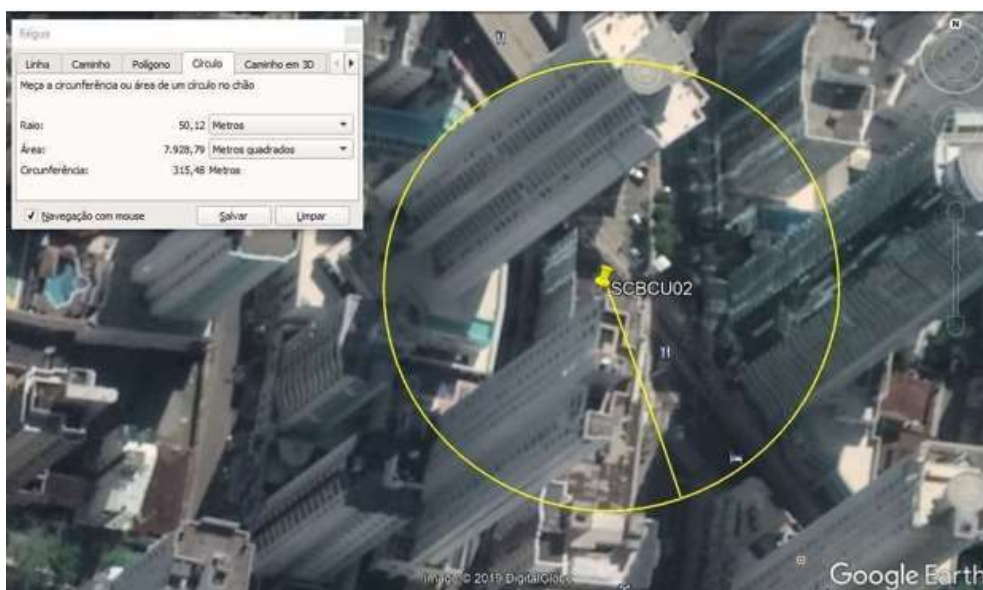 Régua
Linha Caminho Polígono Círculo Caminho em 3D
Meça a circunferência ou área de um círculo no chão
Raio: 50,12 Metros
Área: 7.928,79 Metros quadrados
Circunferência: 315,48 Metros
Navegação com mouse Salvar Limpar
N
SCBCU02
Image © 2019 DigitalGlobe
Google Earth